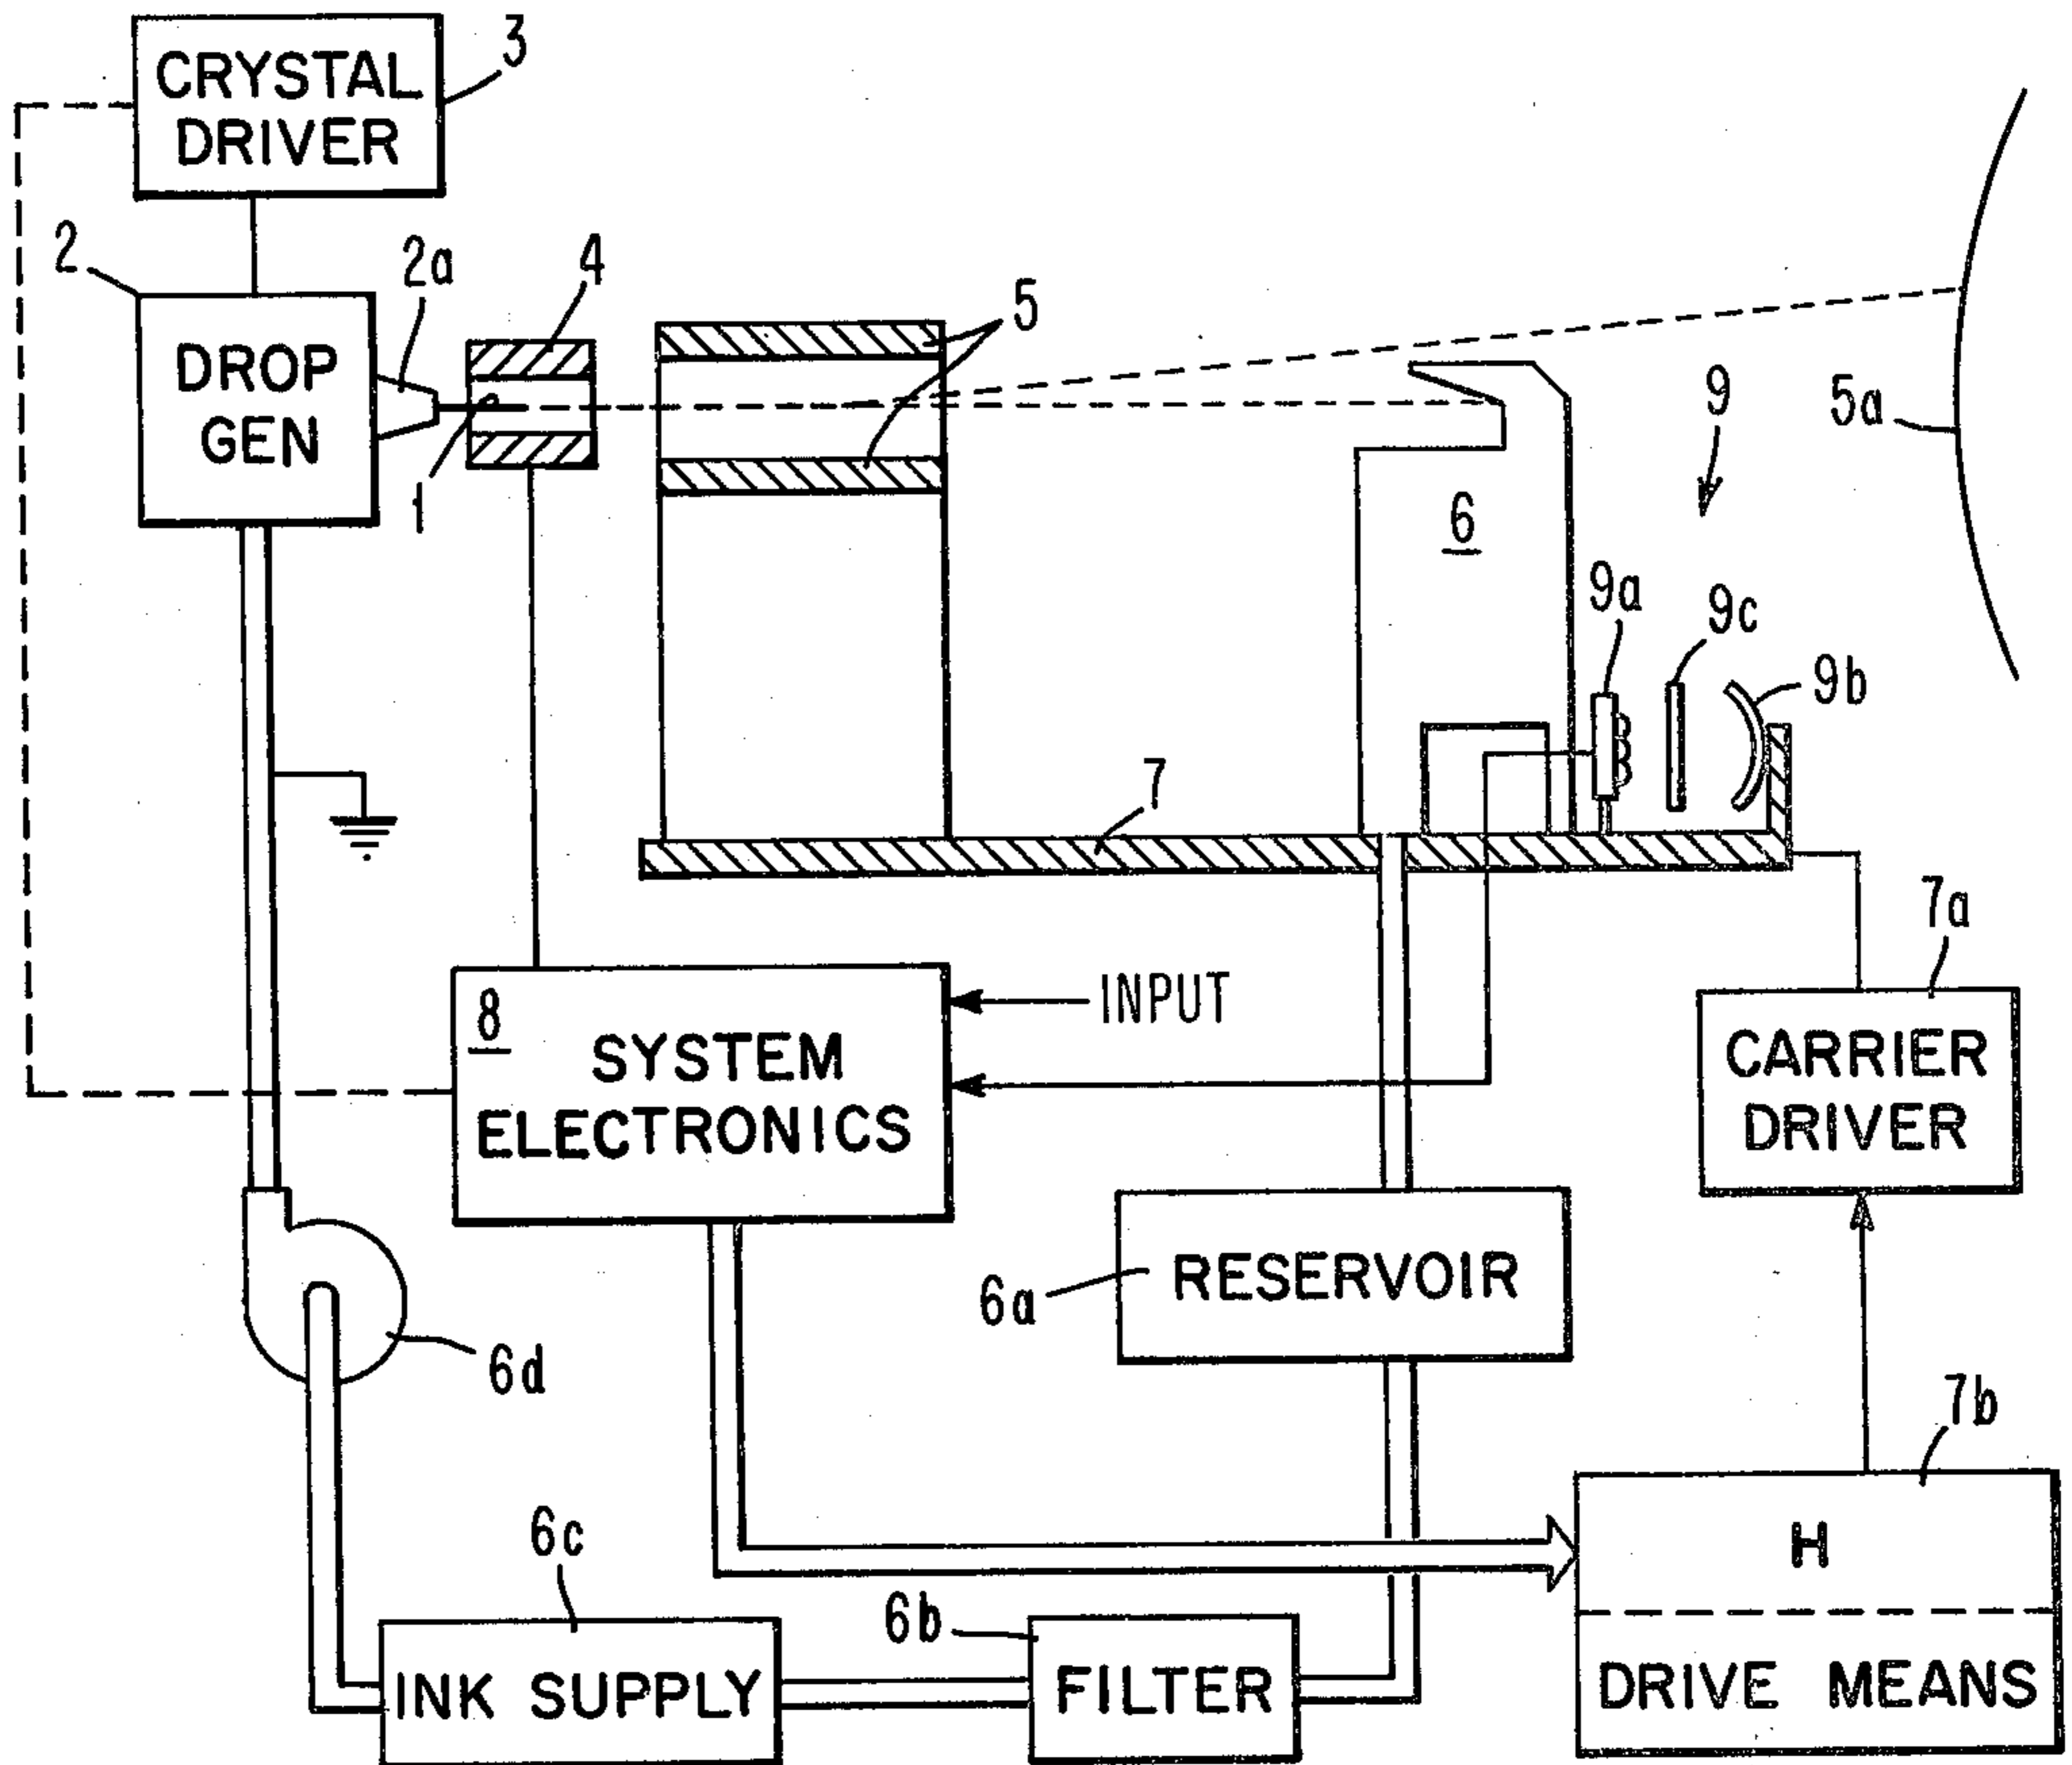 3
CRYSTAL
DRIVER
2
2a
4
5
DROP
GEN
1
9
5a
6
9a
9c
9b
7
7a
8
INPUT
SYSTEM
ELECTRONICS
CARRIER
DRIVER
6a
RESERVOIR
6d
7b
6c
H
6b
INK SUPPLY
FILTER
DRIVE MEANS